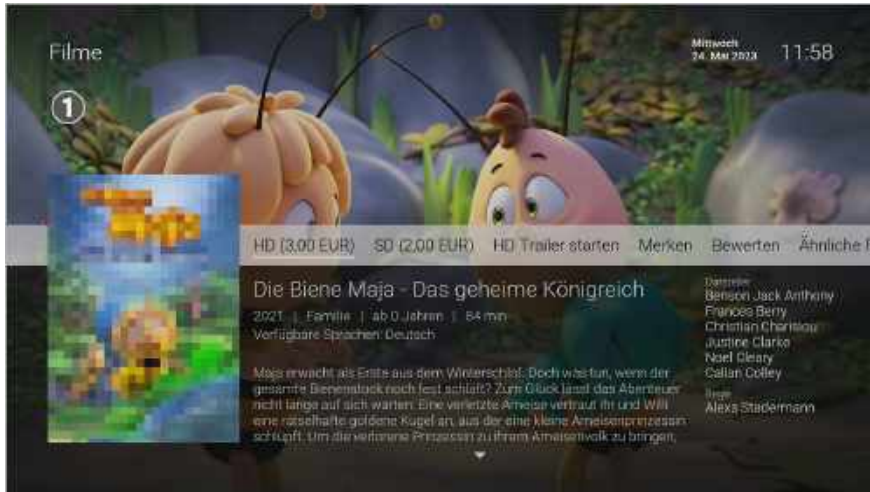 Filme
Mittwoch
24. Mai 2023
11:58
1
HD (3,00 EUR) SD (2,00 EUR) HD Trailer starten Merken Bewerten Ähnliche F
Die Biene Maja - Das geheime Königreich
2021 | Familie | ab 0 Jahren | 84 min
Verfügbare Sprachen: Deutsch
Maja erwacht als Erste aus dem Winterschlaf. Doch was tun, wenn der
gesamte Bienenstock noch fest schläft? Zum Glück lässt das Abenteuer
nicht lange auf sich warten. Eine verletzte Ameise vertraut ihr und Willi
eine rätselhafte goldene Kugel an, aus der eine kleine Ameisenprinzessin
schlüpft. Um die verlorene Prinzessin zu ihrem Ameisenvolk zu bringen,
Darsteller
Benson Jack Anthony
Frances Berry
Christian Charisiou
Justine Clarke
Noel Cleary
Callan Colley
Regie
Alexs Stadermann